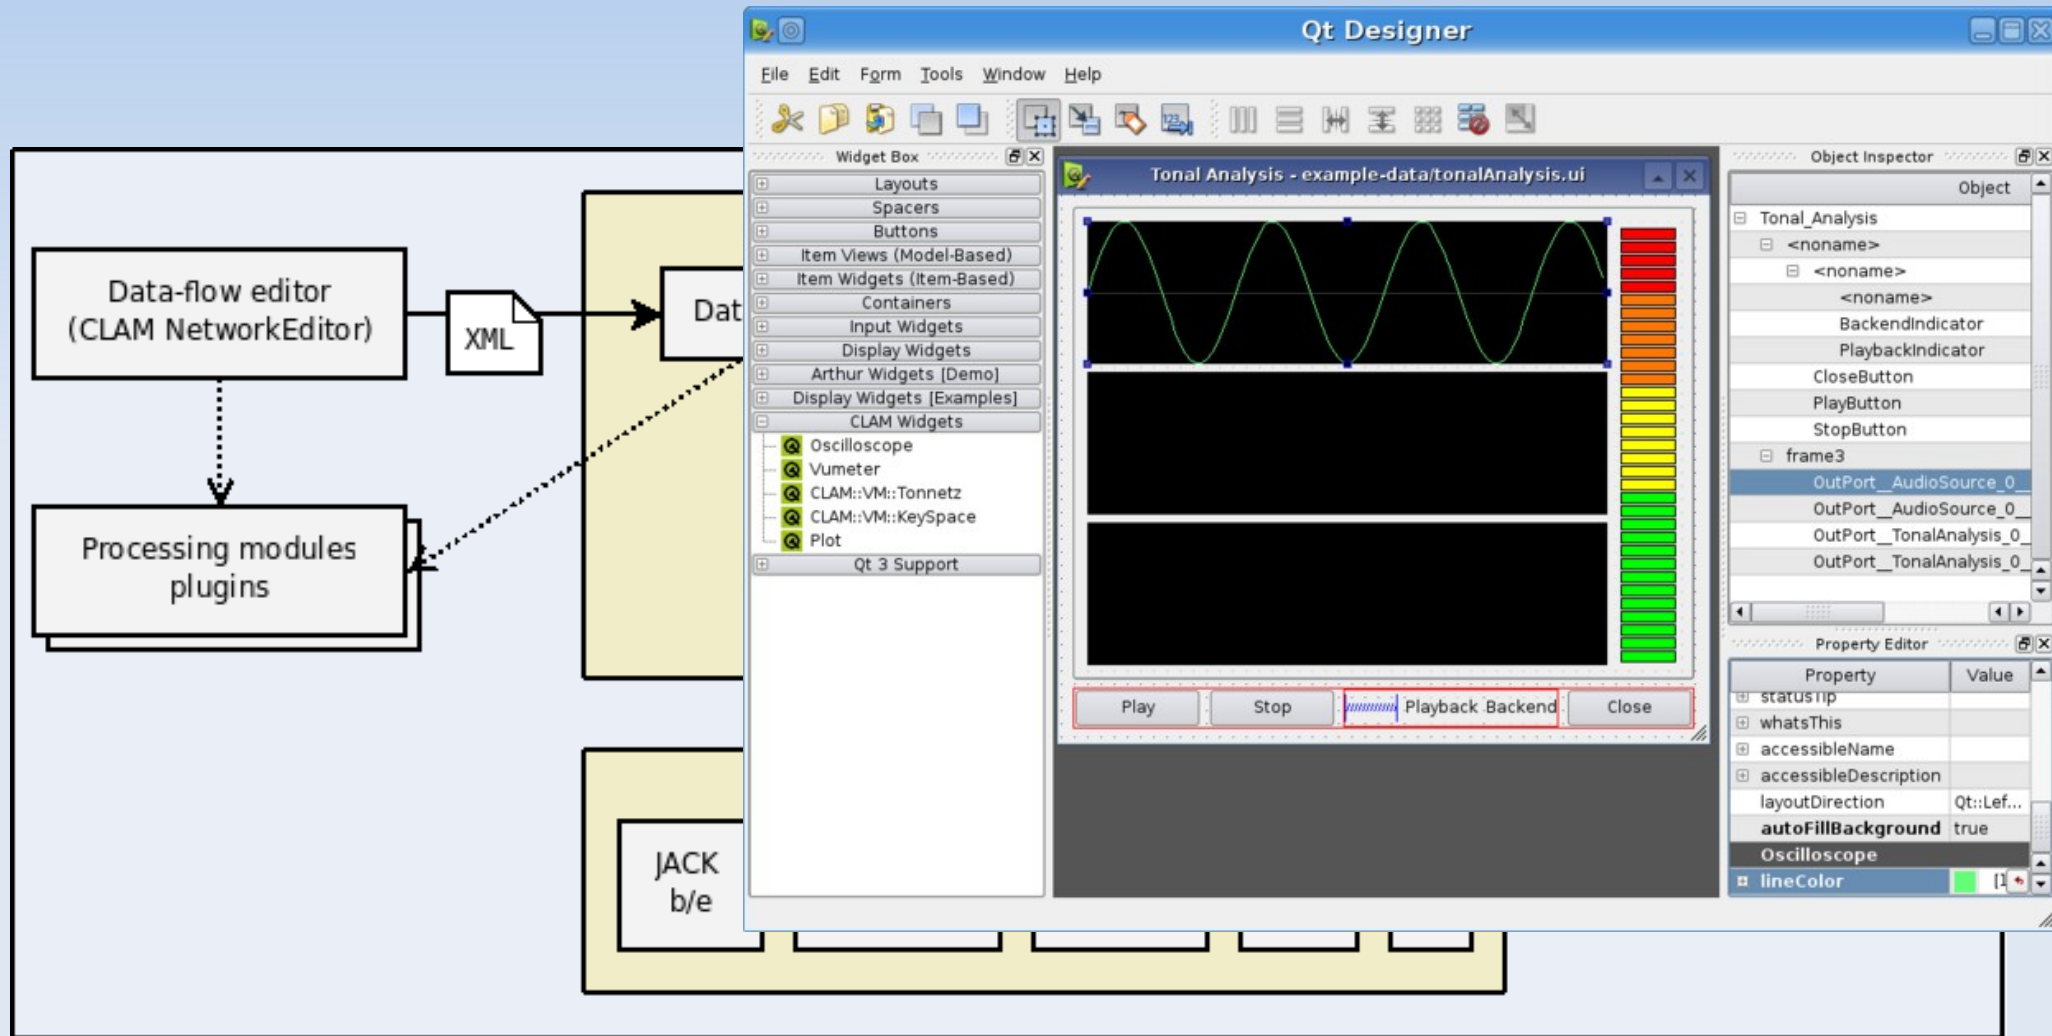 Data-flow editor
(CLAM NetworkEditor)
XML
Processing modules
plugins
JACK
b/e
Qt Designer
File Edit Form Tools Window Help
Widget Box
Layouts
Spacers
Buttons
Item Views (Model-Based)
Item Widgets (Item-Based)
Containers
Input Widgets
Display Widgets
Arthur Widgets [Demo]
Display Widgets [Examples]
CLAM Widgets
Oscilloscope
Vumeter
CLAM::VM::Tonnetz
CLAM::VM::KeySpace
Plot
Qt 3 Support
Tonal Analysis - example-data/tonalAnalysis.ui
Play Stop Playback Backend Close
Object Inspector
Object
Tonal_Analysis
<noname>
<noname>
<noname>
BackendIndicator
PlaybackIndicator
CloseButton
PlayButton
StopButton
frame3
OutPort__AudioSource_0__
OutPort__AudioSource_0__
OutPort__TonalAnalysis_0_
OutPort__TonalAnalysis_0_
Property Editor
Property Value
statusTip
whatsThis
accessibleName
accessibleDescription
layoutDirection Qt::Lef...
autoFillBackground true
Oscilloscope
lineColor